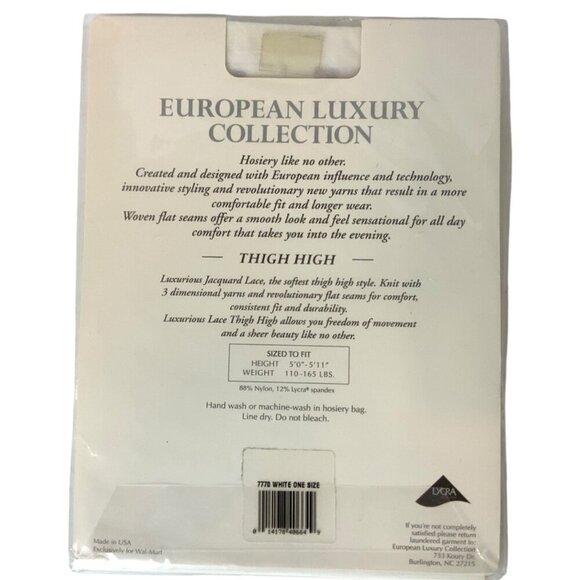 EUROPEAN LUXURY
COLLECTION
Hosiery like no other.
Created and designed with European influence and technology,
innovative styling and revolutionary new yarns that result in a more
comfortable fit and longer wear.
Woven flat seams offer a smooth look and feel sensational for all day
comfort that takes you into the evening.
THIGH HIGH
Luxurious Jacquard Lace, the softest thigh high style. Knit with
3 dimensional yarns and revolutionary flat seams for comfort,
consistent fit and durability.
Luxurious Lace Thigh High allows you freedom of movement
and a sheer beauty like no other.
SIZED TO FIT
HEIGHT 5'0"-5'11"
WEIGHT 110-165 LBS.
88% Nylon, 12% Lycra® spandex
Hand wash or machine-wash in hosiery bag.
Line dry. Do not bleach.
7770 WHITE ONE SIZE
0 14178 40664 9
LYCRA
Made in USA
Exclusively for Wal-Mart
If you're not completely
satisfied please return
laundered garment to:
European Luxury Collection
733 Koury Dr.
Burlington, NC 27215